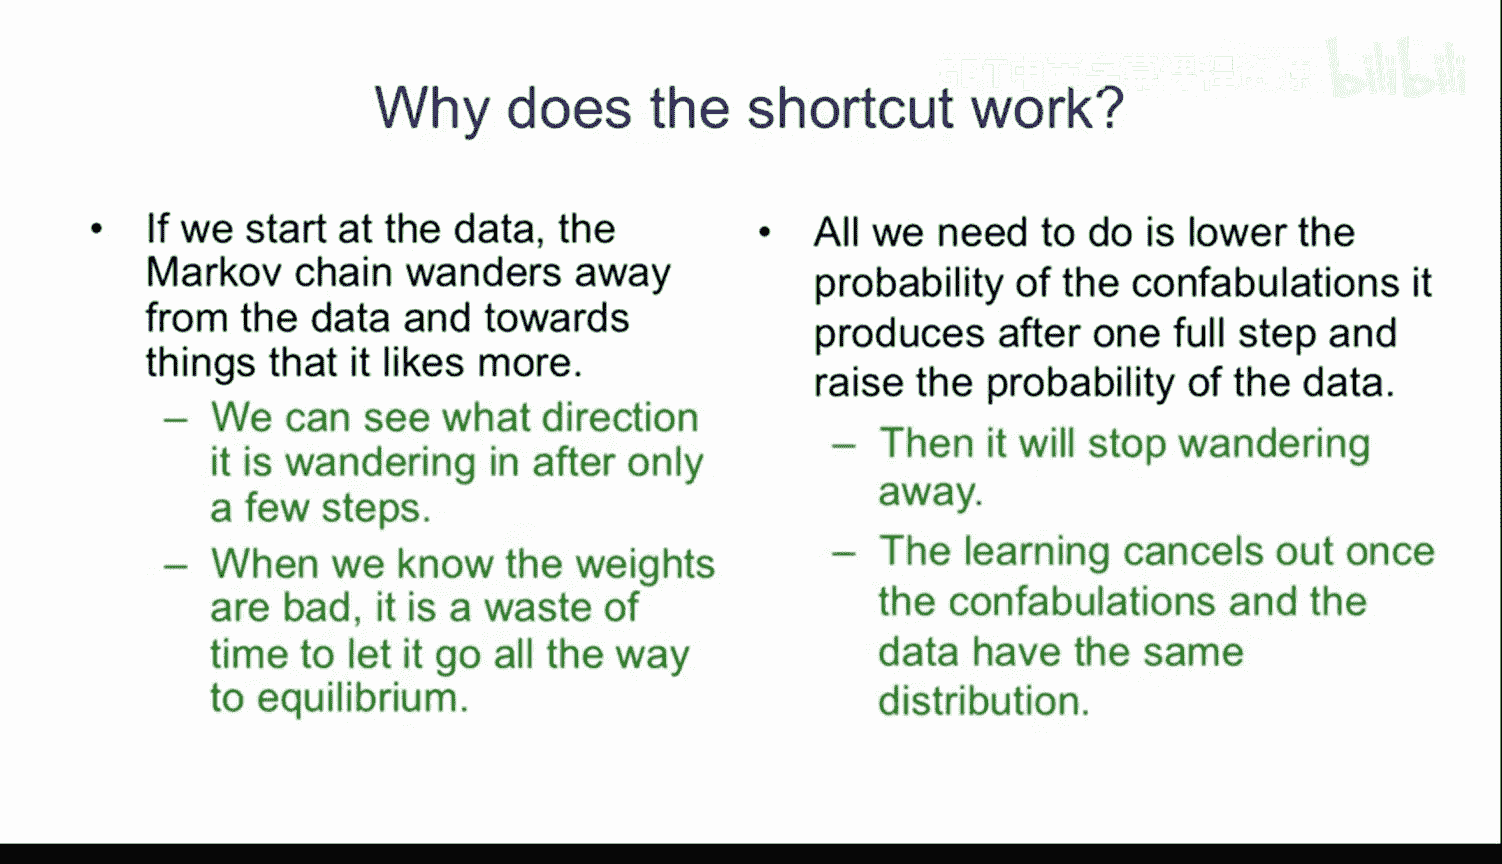 bilibili
Why does the shortcut work?
• If we start at the data, the
Markov chain wanders away
from the data and towards
things that it likes more.
– We can see what direction
it is wandering in after only
a few steps.
– When we know the weights
are bad, it is a waste of
time to let it go all the way
to equilibrium.
• All we need to do is lower the
probability of the confabulations it
produces after one full step and
raise the probability of the data.
– Then it will stop wandering
away.
– The learning cancels out once
the confabulations and the
data have the same
distribution.